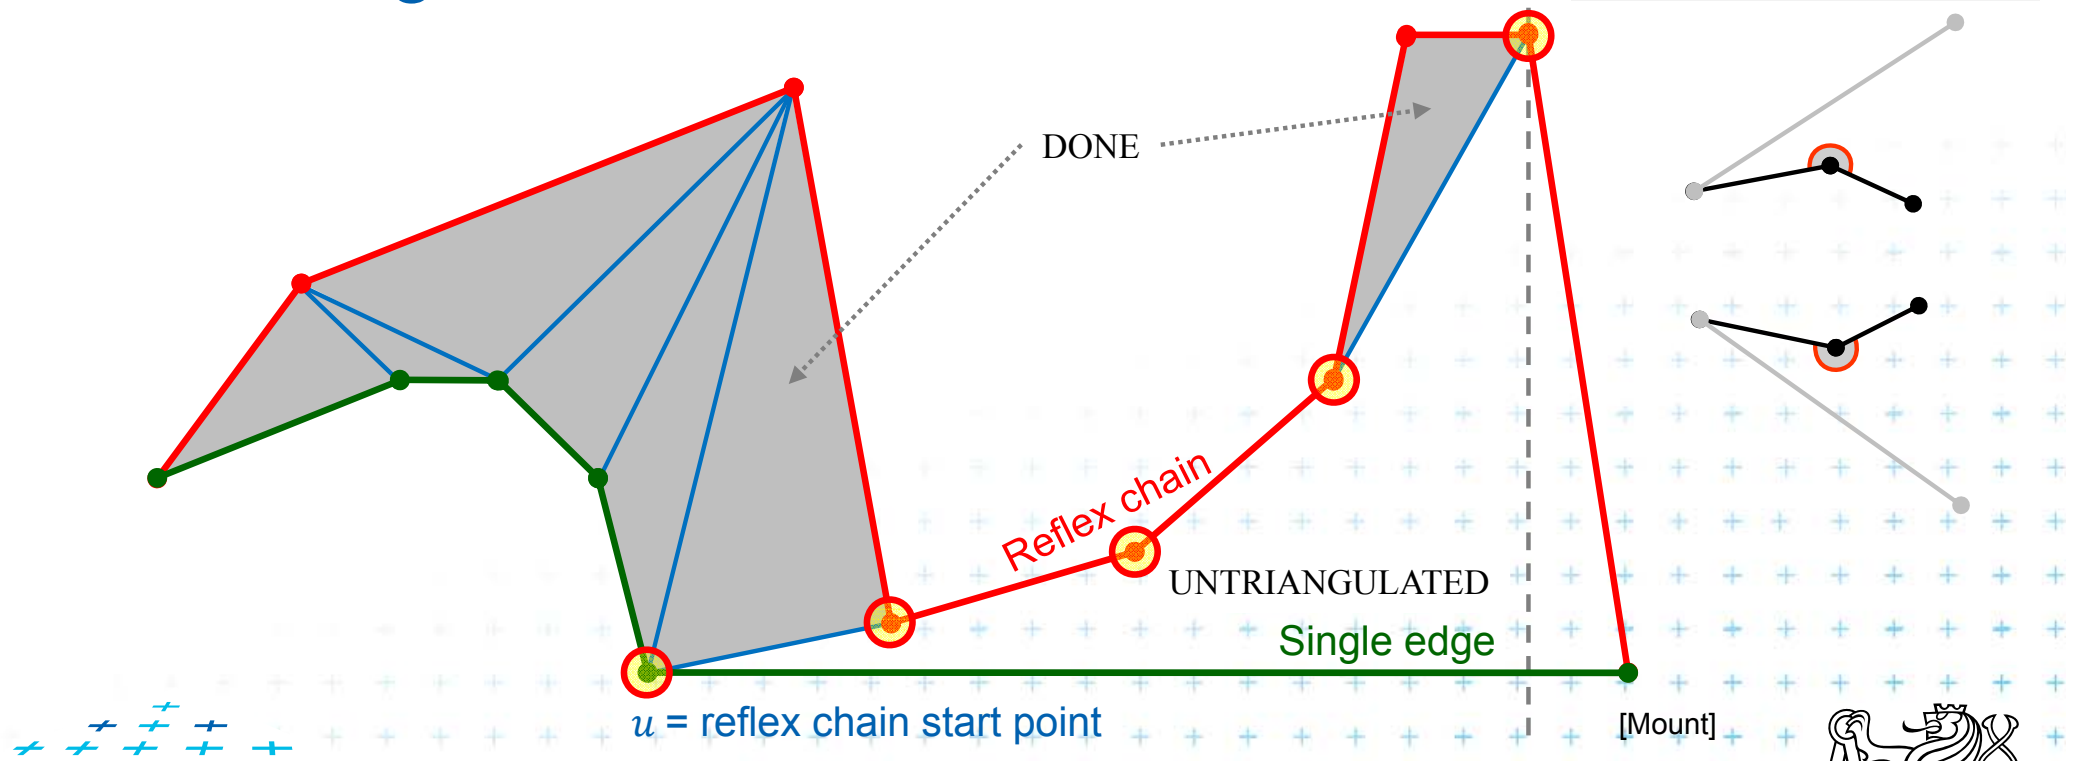 DONE
Reflex chain
UNTRIANGULATED
Single edge
u = reflex chain start point
[Mount]